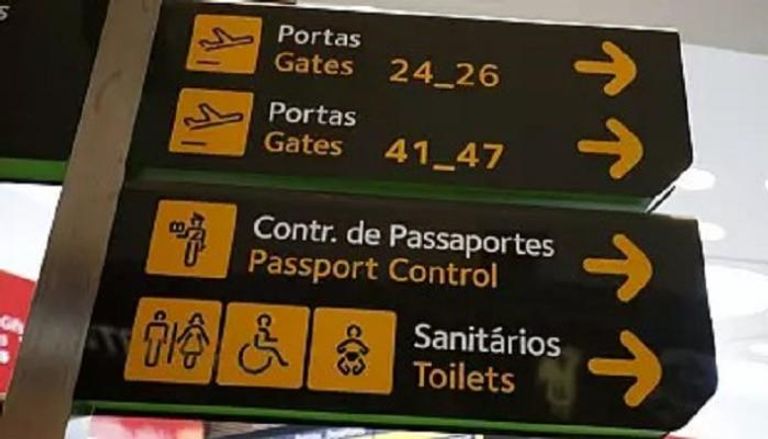 Portas
Gates 24_26
Portas
Gates 41_47
Contr. de Passaportes
Passport Control
Sanitários
Toilets